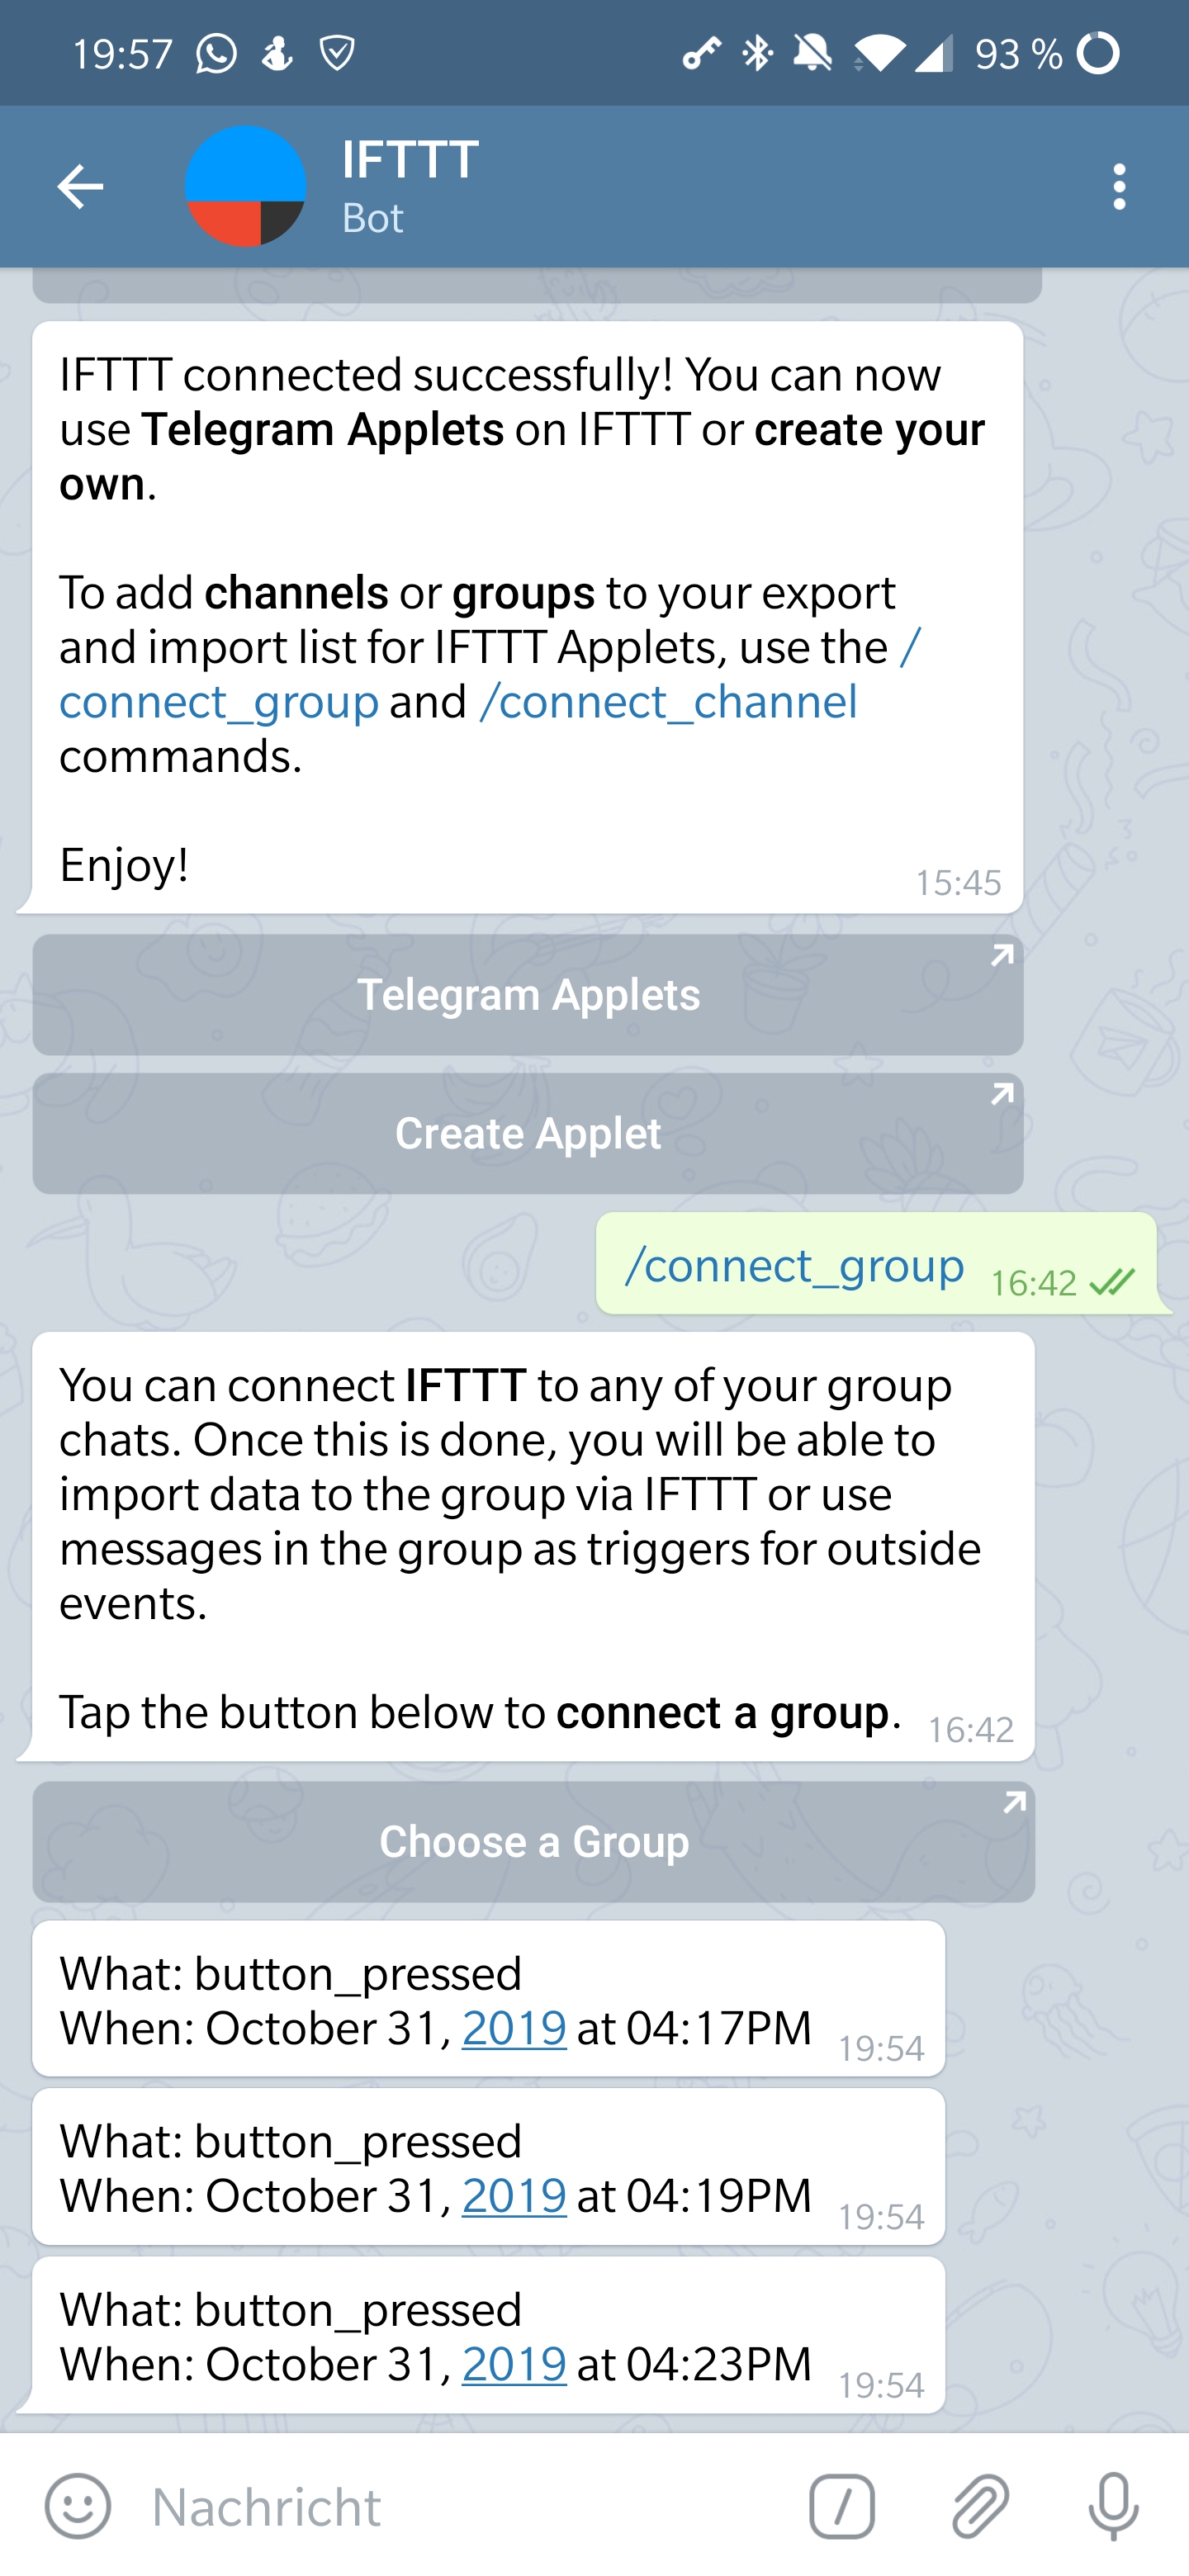 19:57
93 %
IFTTT
Bot
IFTTT connected successfully! You can now
use Telegram Applets on IFTTT or create your
own.
To add channels or groups to your export
and import list for IFTTT Applets, use the /
connect_group and /connect_channel
commands.
Enjoy!
15:45
Telegram Applets
Create Applet
/connect_group 16:42
You can connect IFTTT to any of your group
chats. Once this is done, you will be able to
import data to the group via IFTTT or use
messages in the group as triggers for outside
events.
Tap the button below to connect a group. 16:42
Choose a Group
What: button_pressed
When: October 31, 2019 at 04:17PM 19:54
What: button_pressed
When: October 31, 2019 at 04:19PM 19:54
What: button_pressed
When: October 31, 2019 at 04:23PM 19:54
Nachricht